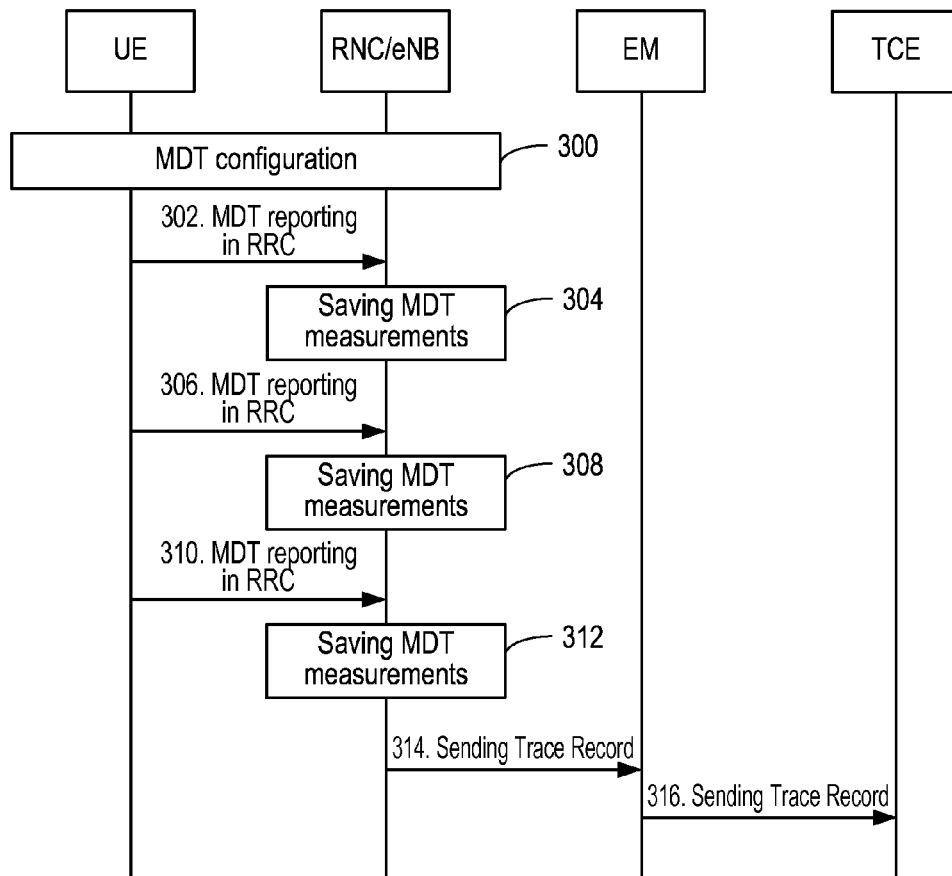 UE
RNC/eNB
EM
TCE
MDT configuration
300
302. MDT reporting
in RRC
Saving MDT
measurements
304
306. MDT reporting
in RRC
Saving MDT
measurements
308
310. MDT reporting
in RRC
Saving MDT
measurements
312
314. Sending Trace Record
316. Sending Trace Record